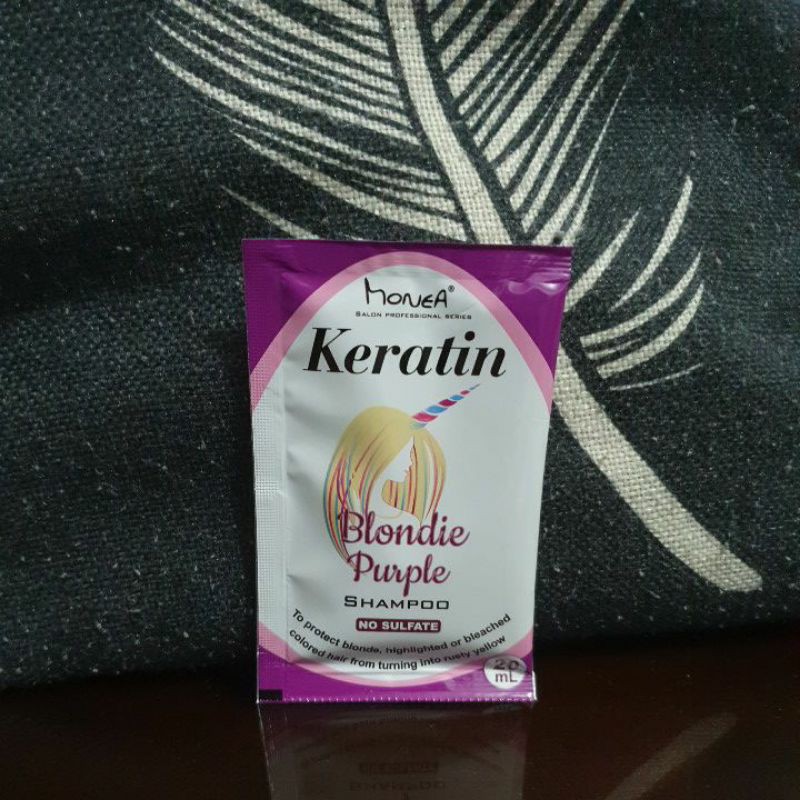 MONEA®
SALON PROFESSIONAL SERIES
Keratin
Blondie
Purple
SHAMPOO
NO SULFATE
To protect blonde, highlighted or bleached
colored hair from turning into rusty yellow
20
mL